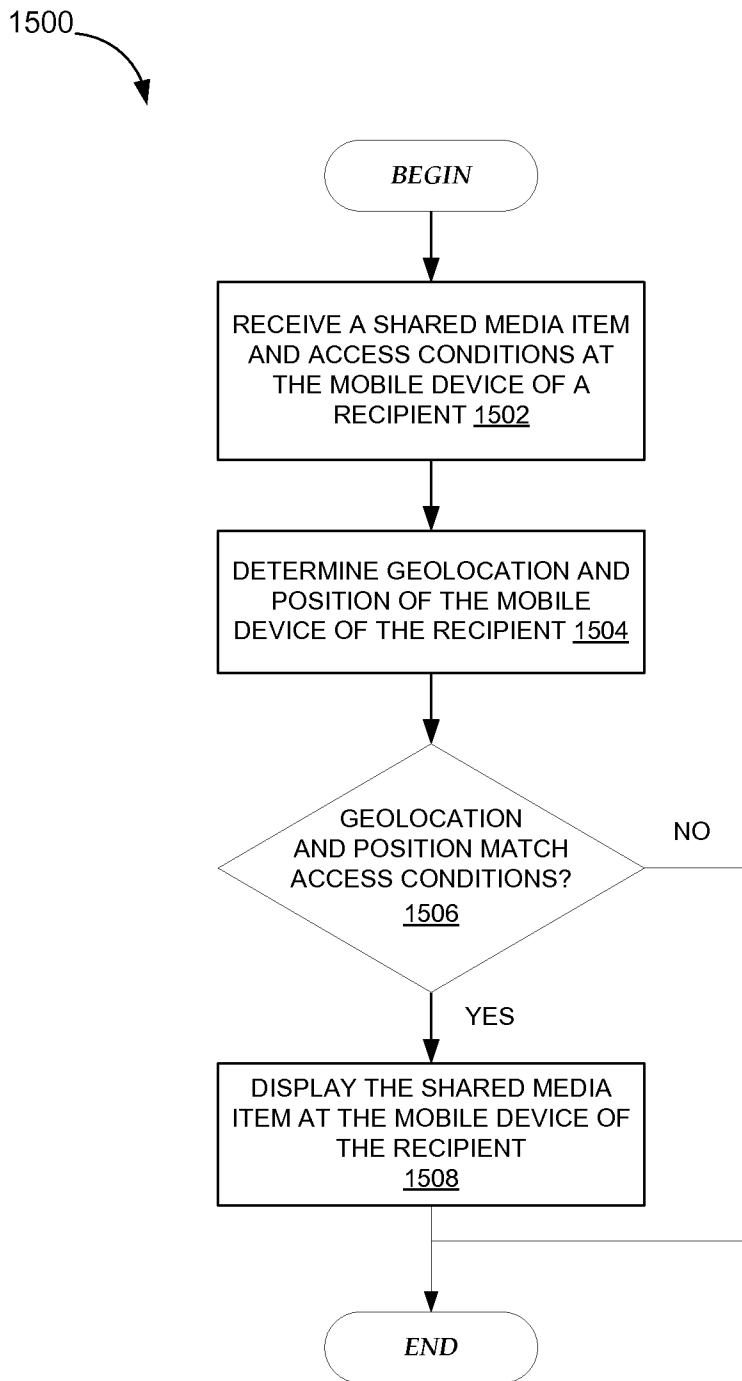 1500
BEGIN
RECEIVE A SHARED MEDIA ITEM
AND ACCESS CONDITIONS AT
THE MOBILE DEVICE OF A
RECIPIENT 1502
DETERMINE GEOLOCATION AND
POSITION OF THE MOBILE
DEVICE OF THE RECIPIENT 1504
GEOLOCATION
AND POSITION MATCH
ACCESS CONDITIONS?
1506
NO
YES
DISPLAY THE SHARED MEDIA
ITEM AT THE MOBILE DEVICE OF
THE RECIPIENT
1508
END